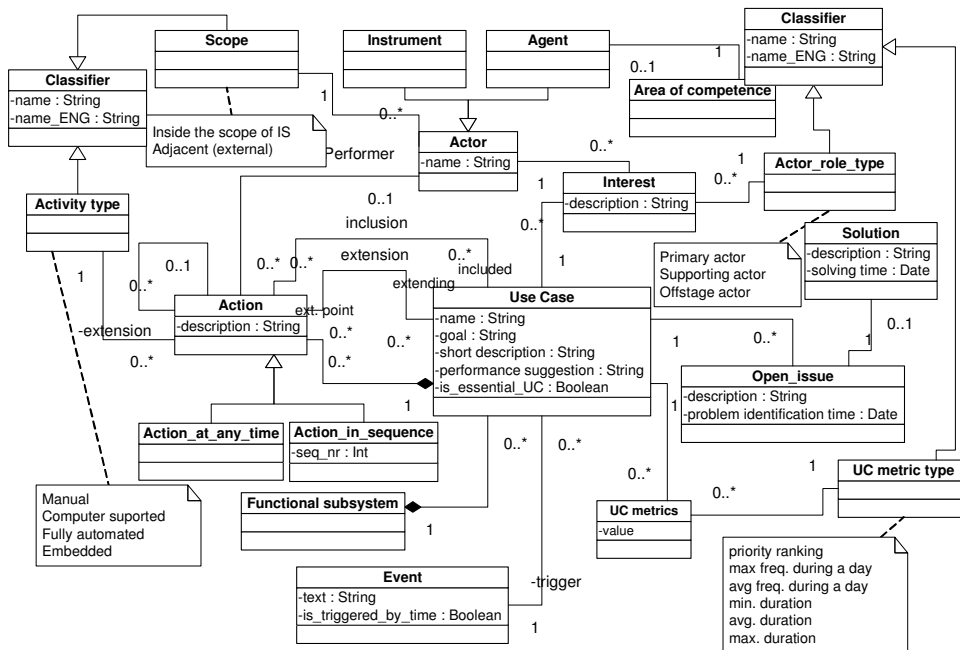 Classifier
-name : String
-name_ENG : String
Scope
Instrument
Agent
Classifier
-name : String
-name_ENG : String
1
0..1
Area of competence
1
0..*
0..*
Inside the scope of IS
Adjacent (external)
Performer
Actor
-name : String
0..*
1
Actor_role_type
Activity type
0..1
inclusion
1
Interest
-description : String
0..*
0..*
Solution
-description : String
-solving time : Date
Primary actor
Supporting actor
Offstage actor
1
0..1
0..*
0..*
0..*
extension
0..*
included
1
extending
Action
-description : String
ext. point
Use Case
-name : String
-goal : String
-short description : String
-performance suggestion : String
-is_essential_UC : Boolean
-extension
0..*
0..*
0..*
0..*
1
1
0..*
0..1
1
Open_issue
-description : String
-problem identification time : Date
1
Action_at_any_time
Action_in_sequence
-seq_nr : Int
0..*
0..*
1
UC metric type
Manual
Computer suported
Fully automated
Embedded
Functional subsystem
1
0..*
UC metrics
-value
0..*
priority ranking
max freq. during a day
avg freq. during a day
min. duration
avg. duration
max. duration
Event
-text : String
-is_triggered_by_time : Boolean
-trigger
1